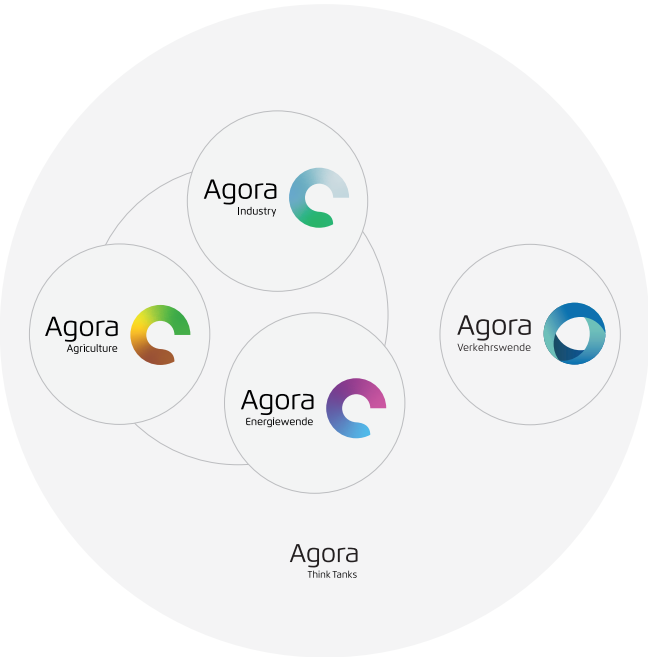 Agora
Industry
Agora
Agriculture
Agora
Verkehrswende
Agora
Energiewende
Agora
Think Tanks